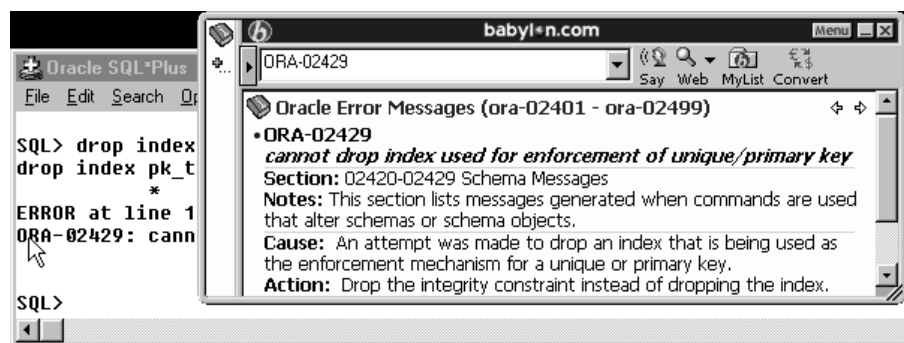 babylon.com
Menu
ORA-02429
Say Web MyList Convert
Oracle Error Messages (ora-02401 - ora-02499)
ORA-02429
cannot drop index used for enforcement of unique/primary key
Section: 02420-02429 Schema Messages
Notes: This section lists messages generated when commands are used
that alter schemas or schema objects.
Cause: An attempt was made to drop an index that is being used as
the enforcement mechanism for a unique or primary key.
Action: Drop the integrity constraint instead of dropping the index.
Oracle SQL*Plus
File Edit Search Op
SQL> drop index
drop index pk_t
*
ERROR at line 1
ORA-02429: cann
SQL>